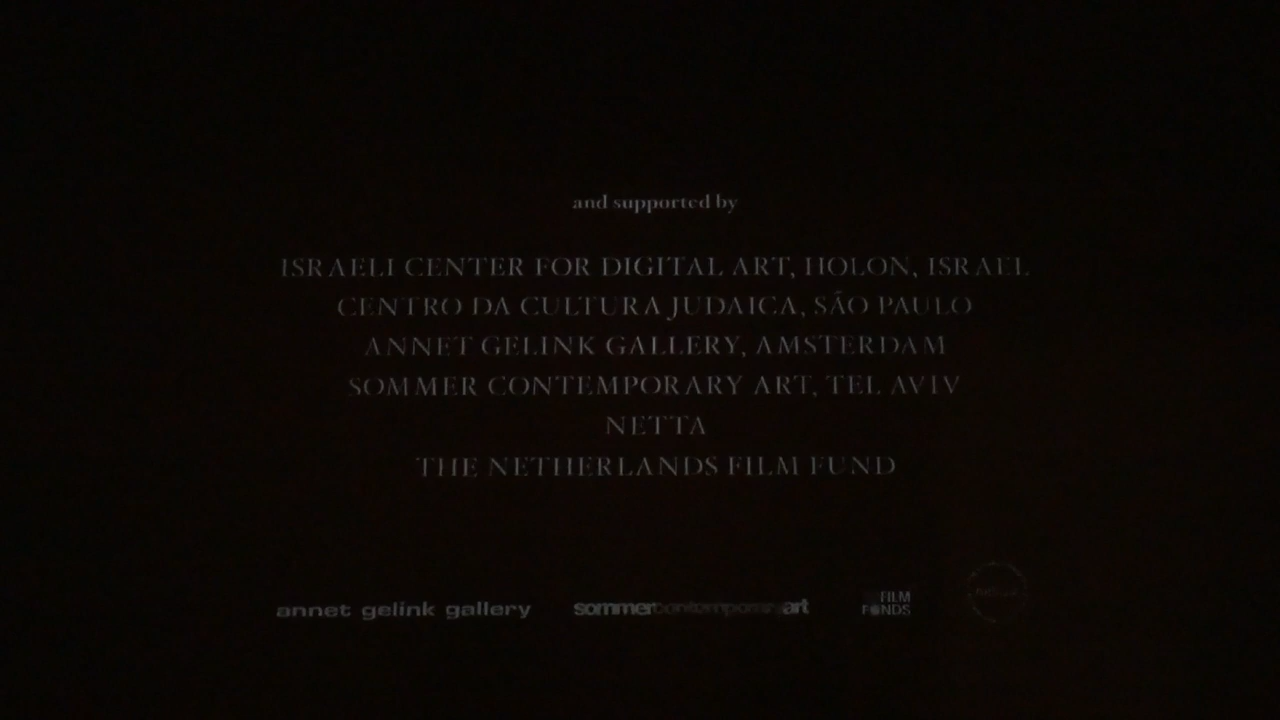 and supported by
ISRAELI CENTER FOR DIGITAL ART, HOLON, ISRAEL
CENTRO DA CULTURA JUDAICA, SÃO PAULO
ANNET GELINK GALLERY, AMSTERDAM
SOMMER CONTEMPORARY ART, TEL AVIV
NETTA
THE NETHERLANDS FILM FUND
annet gelink gallery
sommercontemporaryart
FILM
FONDS